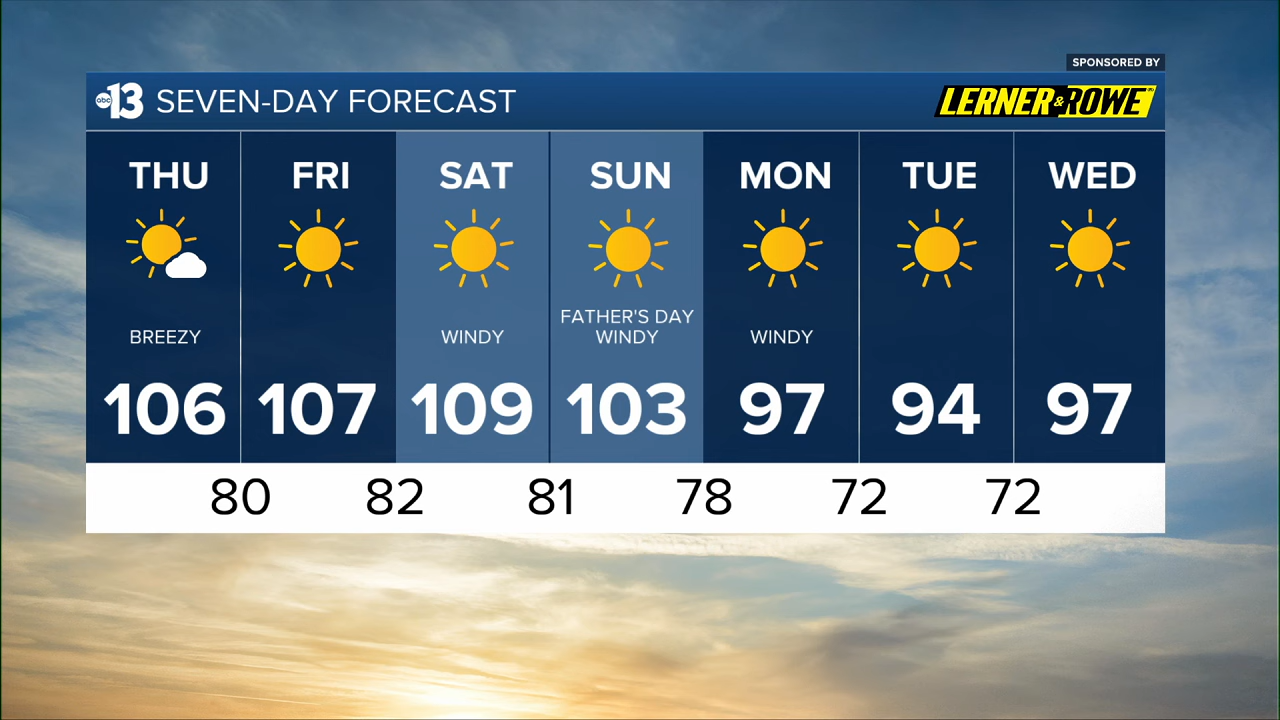 SPONSORED BY
abc 13 SEVEN-DAY FORECAST
LERNER & ROWE
THU FRI SAT SUN MON TUE WED
FATHER'S DAY
BREEZY WINDY WINDY WINDY
106 107 109 103 97 94 97
80 82 81 78 72 72